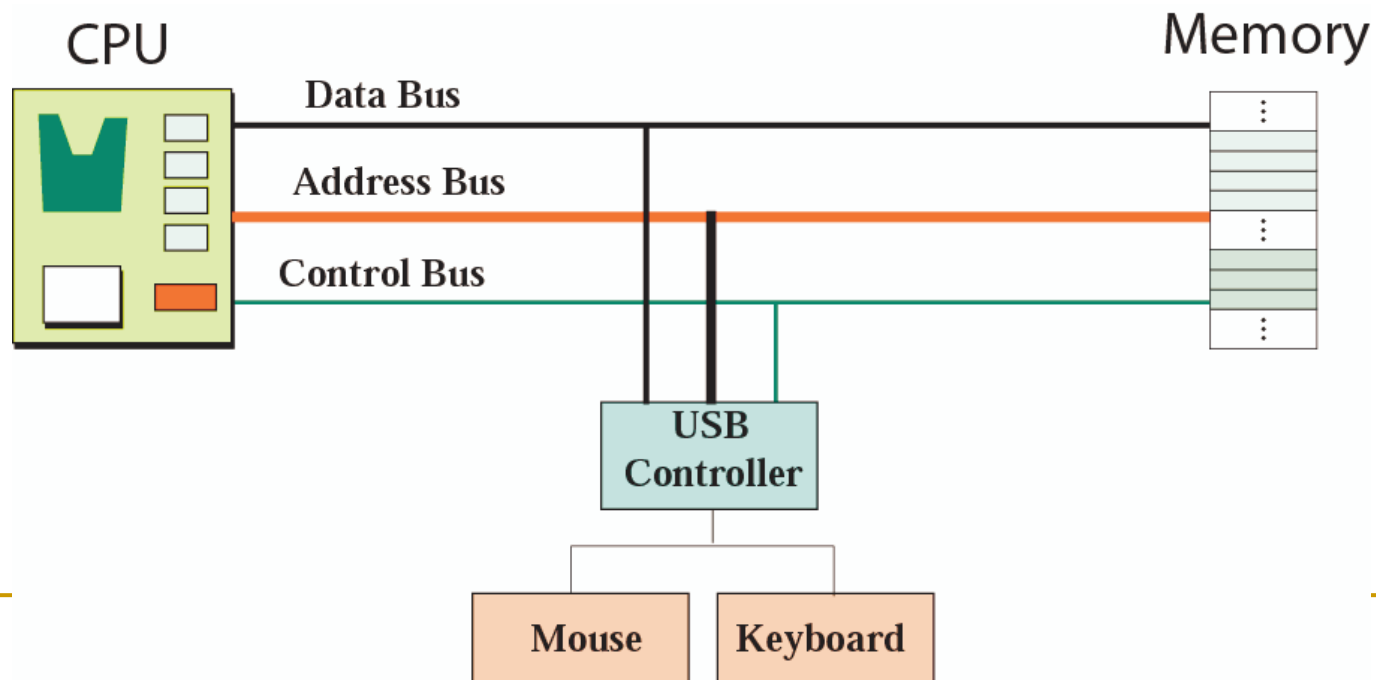 CPU
Memory
Data Bus
Address Bus
Control Bus
USB
Controller
Mouse
Keyboard